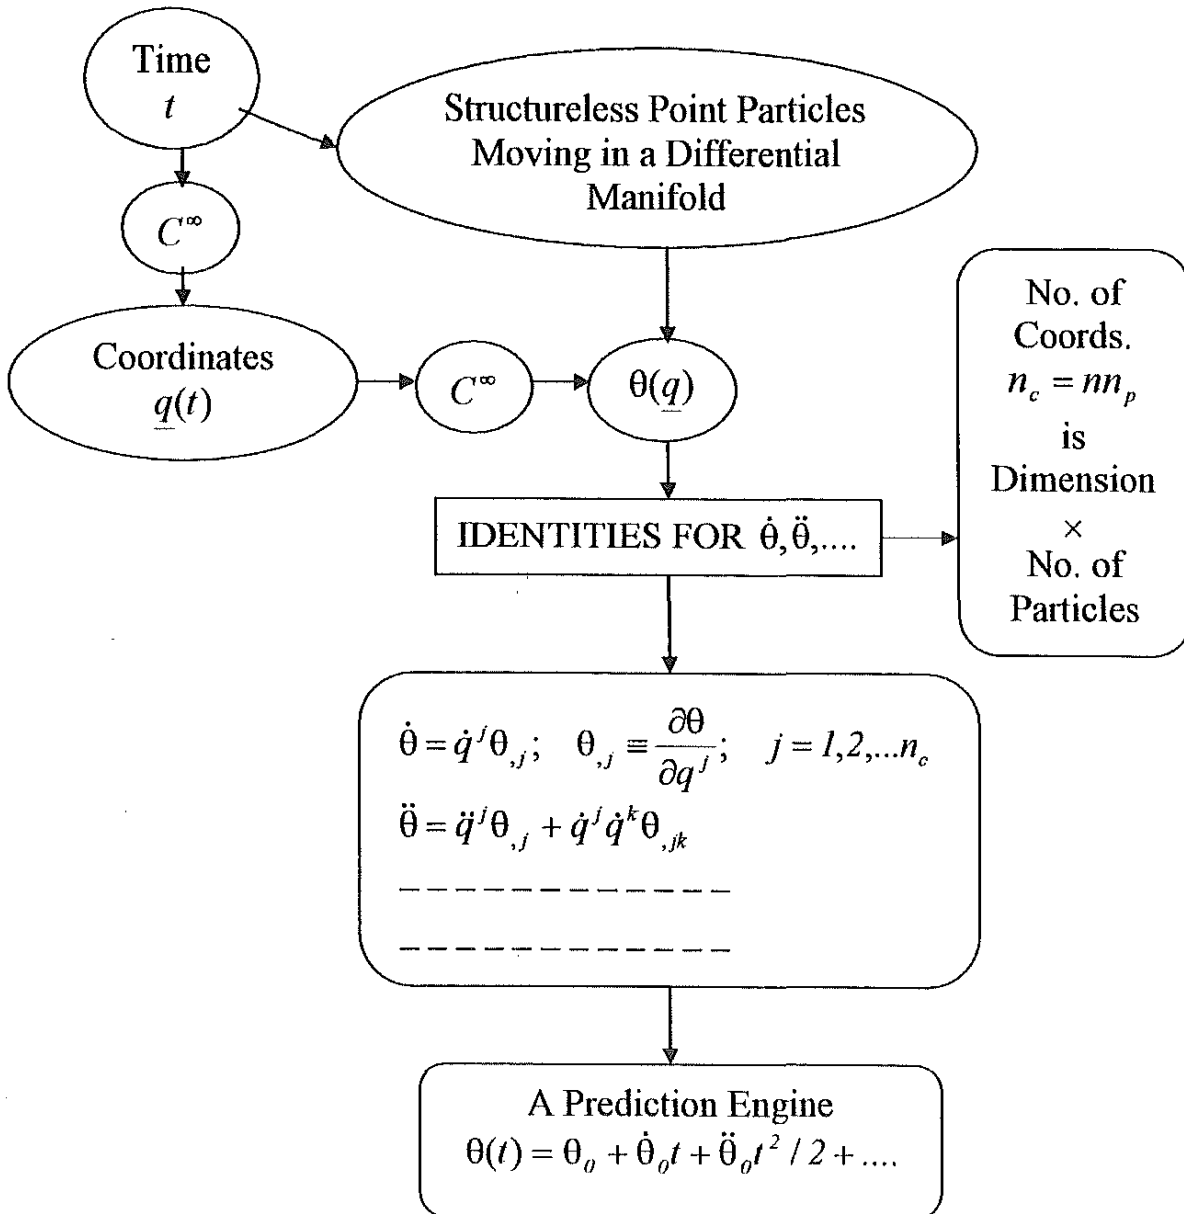 Time
t
Structureless Point Particles
Moving in a Differential
Manifold
C^∞
Coordinates
q(t)
C^∞
θ(q)
No. of
Coords.
n_c = nn_p
is
Dimension
×
No. of
Particles
IDENTITIES FOR θ̇, θ̈,....
θ̇ = q̇^j θ_{,j};   θ_{,j} ≡ ∂θ/∂q^j;   j = 1,2,...n_c
θ̈ = q̈^j θ_{,j} + q̇^j q̇^k θ_{,jk}
– – – – – – – – – – – –
– – – – – – – – – – – –
A Prediction Engine
θ(t) = θ_0 + θ̇_0 t + θ̈_0 t^2 / 2 + ....